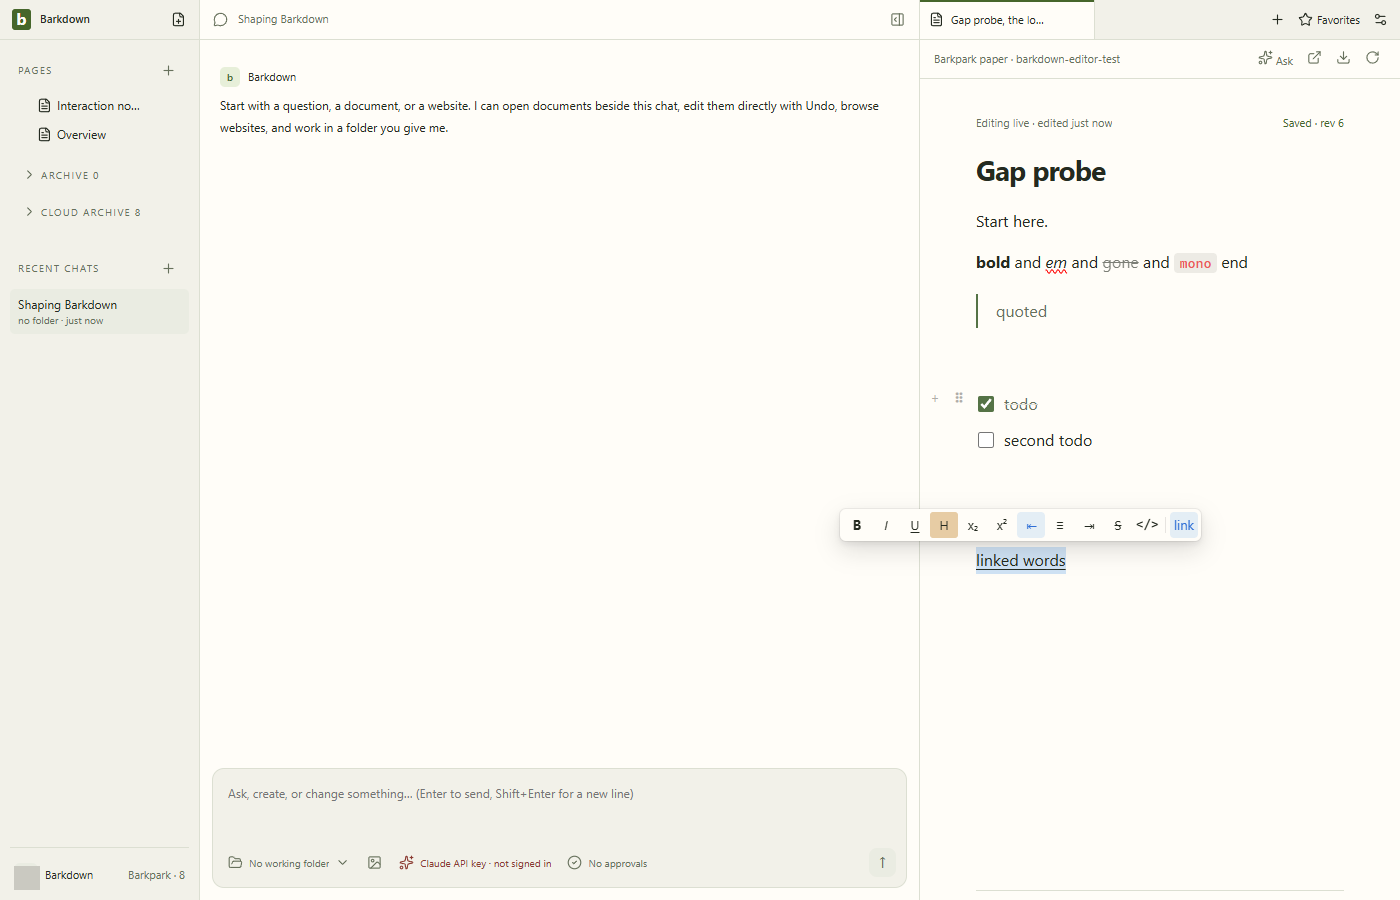 b Barkdown
PAGES
Interaction no...
Overview
ARCHIVE 0
CLOUD ARCHIVE 8
RECENT CHATS
Shaping Barkdown
no folder · just now
Barkdown
Barkpark · 8
Shaping Barkdown
b Barkdown
Start with a question, a document, or a website. I can open documents beside this chat, edit them directly with Undo, browse
websites, and work in a folder you give me.
Ask, create, or change something... (Enter to send, Shift+Enter for a new line)
No working folder
Claude API key · not signed in
No approvals
Gap probe, the lo...
Favorites
Barkpark paper · barkdown-editor-test
Ask
Editing live · edited just now
Saved · rev 6
Gap probe
Start here.
bold and em and gone and mono end
quoted
todo
second todo
B I U H x₂ x² S </> link
linked words